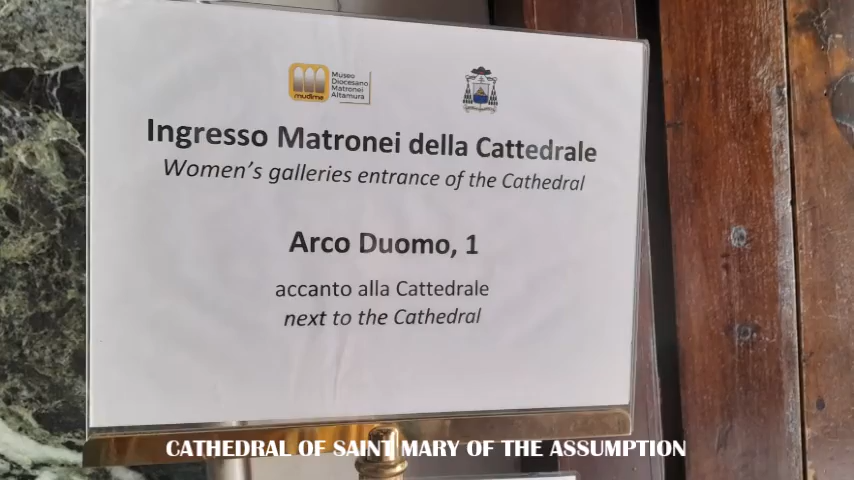 mudima
Museo
Diocesano
Matronei
Altamura
Ingresso Matronei della Cattedrale
Women's galleries entrance of the Cathedral
Arco Duomo, 1
accanto alla Cattedrale
next to the Cathedral
CATHEDRAL OF SAINT MARY OF THE ASSUMPTION